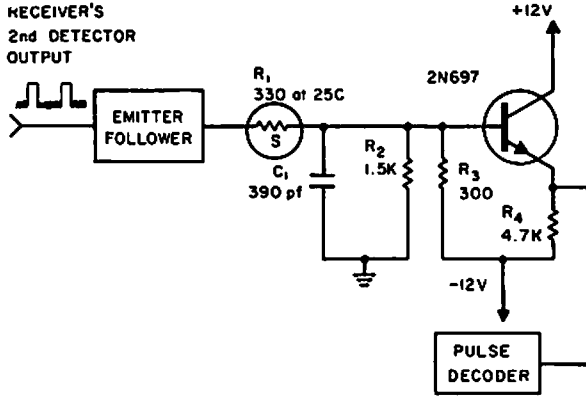 RECEIVER'S
2nd DETECTOR
OUTPUT
+12V
2N697
R1
330 at 25C
EMITTER
FOLLOWER
S
R2
1.5K
C1
390 pf
R3
300
R4
4.7K
-12V
PULSE
DECODER